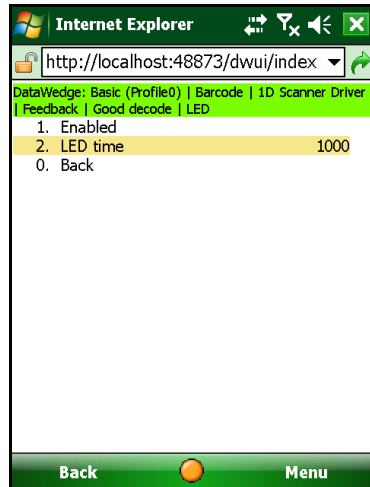 Internet Explorer
http://localhost:48873/dwui/index
DataWedge: Basic (Profile0) | Barcode | 1D Scanner Driver
| Feedback | Good decode | LED
1. Enabled
2. LED time 1000
0. Back
Back Menu